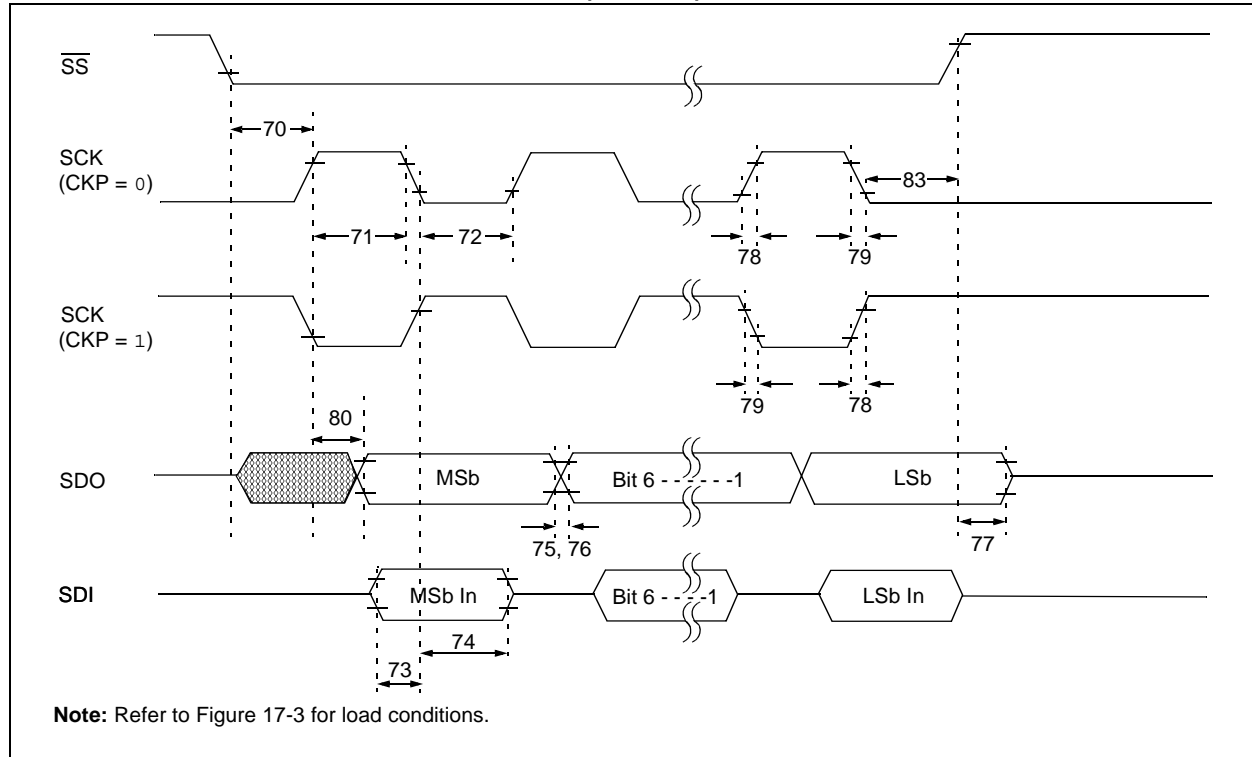 SS
70
SCK
(CKP = 0)
83
71
72
78
79
SCK
(CKP = 1)
79
78
80
SDO
MSb
Bit 6 - - - - - - -1
LSb
75, 76
77
SDI
MSb In
Bit 6 - - - - -1
LSb In
74
73
Note: Refer to Figure 17-3 for load conditions.